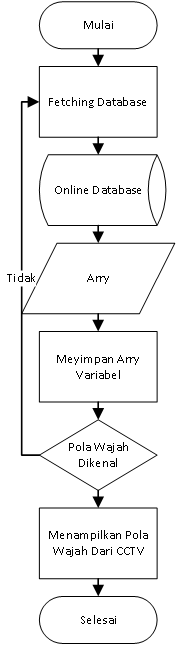 Mulai
Fetching Database
Online Database
Tidak
Arry
Meyimpan Arry
Variabel
Pola Wajah
Dikenal
Menampilkan Pola
Wajah Dari CCTV
Selesai